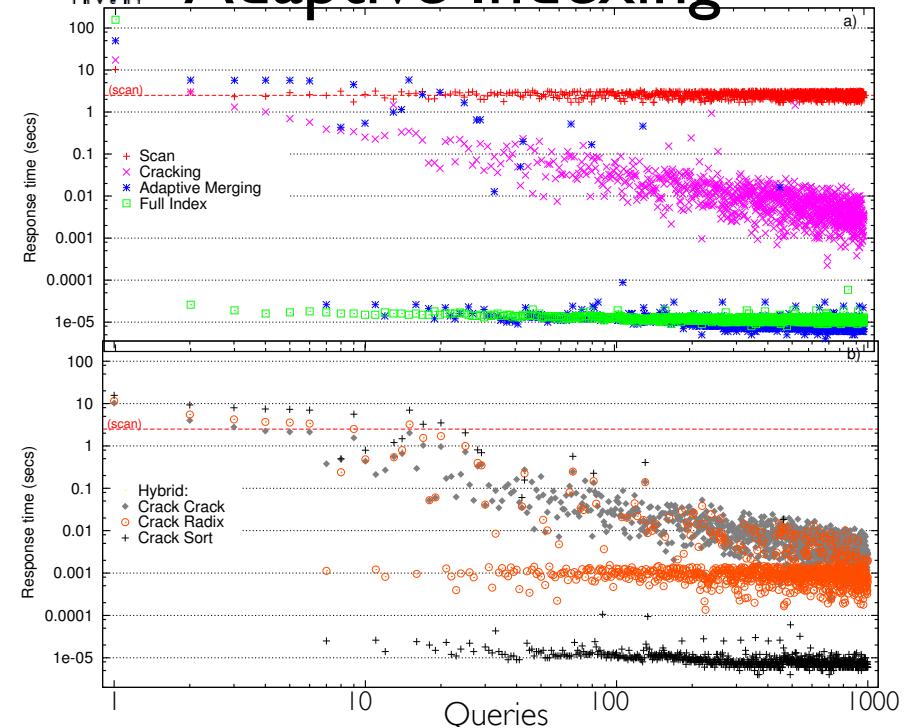 Adaptive Indexing
a)
100
10
(scan)
1
0.1
0.01
0.001
0.0001
1e-05
Response time (secs)
Scan
Cracking
Adaptive Merging
Full Index
b)
100
10
(scan)
1
0.1
0.01
0.001
0.0001
1e-05
Response time (secs)
Hybrid:
Crack Crack
Crack Radix
Crack Sort
1
10
100
1000
Queries